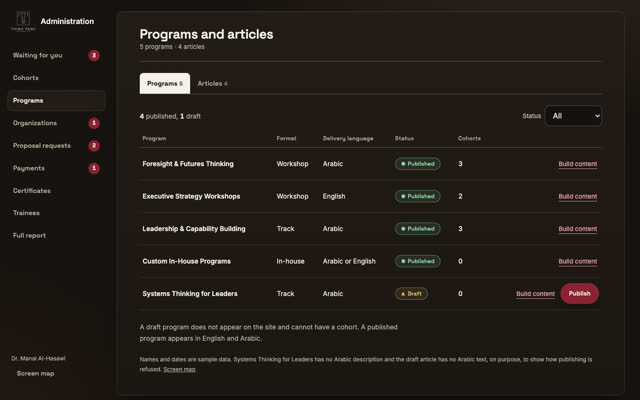 THINK PLUS
Administration
Waiting for you 3
Cohorts
Programs
Organizations 1
Proposal requests 2
Payments 1
Certificates
Trainees
Full report
Dr. Manal Al-Hasawi
Screen map
Programs and articles
5 programs · 4 articles
Programs 5 Articles 4
4 published, 1 draft Status All
Program Format Delivery language Status Cohorts
Foresight & Futures Thinking Workshop Arabic Published 3 Build content
Executive Strategy Workshops Workshop English Published 2 Build content
Leadership & Capability Building Track Arabic Published 3 Build content
Custom In-House Programs In-house Arabic or English Published 0 Build content
Systems Thinking for Leaders Track Arabic Draft 0 Build content Publish
A draft program does not appear on the site and cannot have a cohort. A published
program appears in English and Arabic.
Names and dates are sample data. Systems Thinking for Leaders has no Arabic description and the draft article has no Arabic text, on purpose, to show how publishing is
refused. Screen map